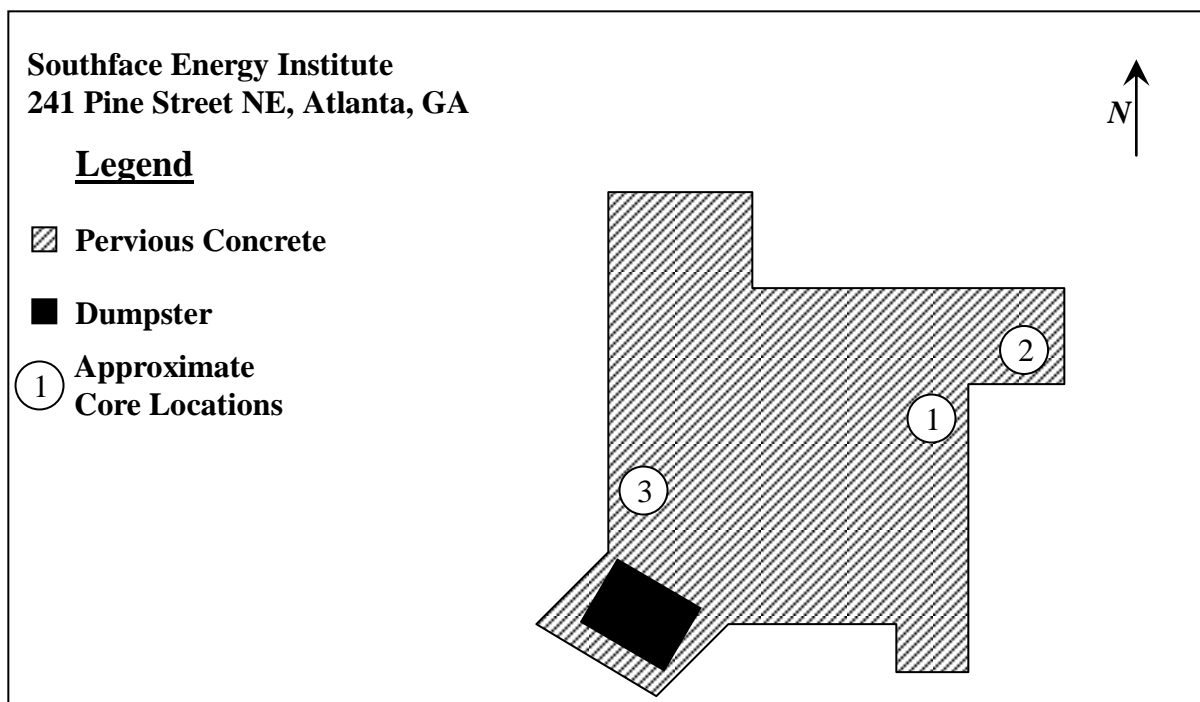 Southface Energy Institute
241 Pine Street NE, Atlanta, GA
N
Legend
Pervious Concrete
Dumpster
1 Approximate
Core Locations
2
1
3